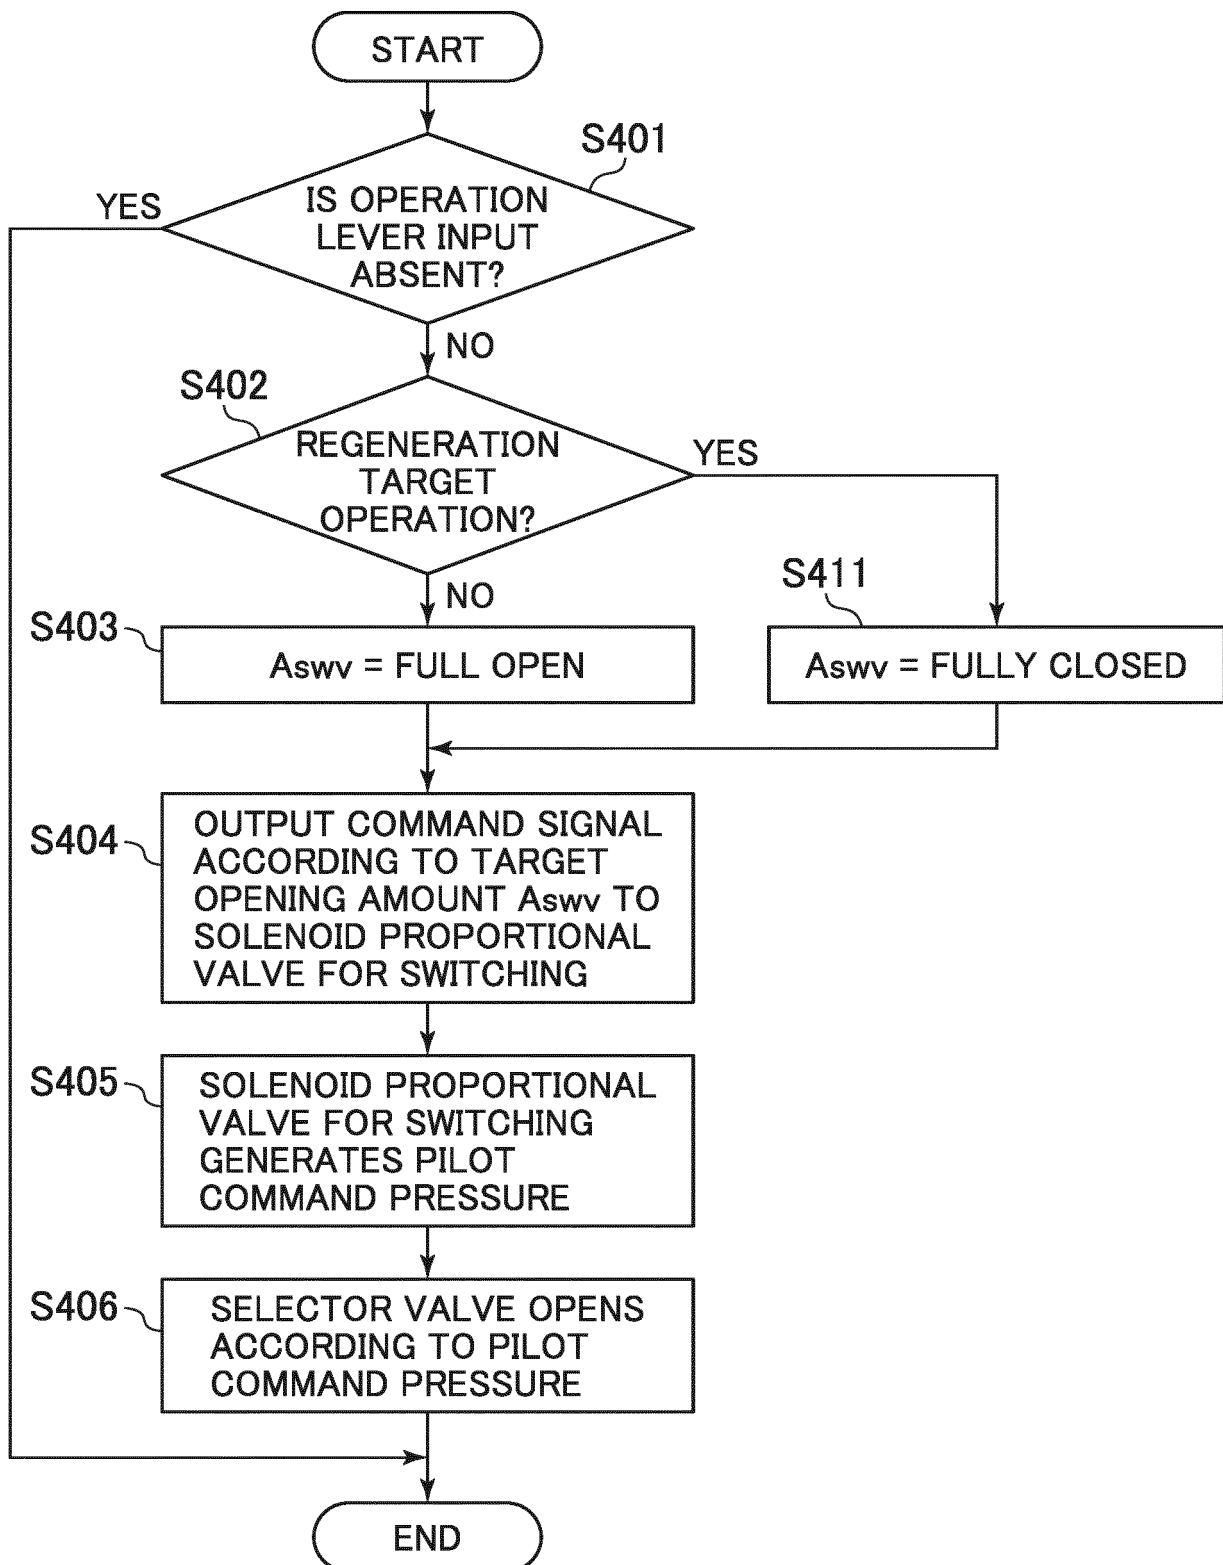 START
S401
YES
IS OPERATION
LEVER INPUT
ABSENT?
NO
S402
REGENERATION
TARGET
OPERATION?
YES
NO
S403
Aswv = FULL OPEN
S411
Aswv = FULLY CLOSED
S404
OUTPUT COMMAND SIGNAL
ACCORDING TO TARGET
OPENING AMOUNT Aswv TO
SOLENOID PROPORTIONAL
VALVE FOR SWITCHING
S405
SOLENOID PROPORTIONAL
VALVE FOR SWITCHING
GENERATES PILOT
COMMAND PRESSURE
S406
SELECTOR VALVE OPENS
ACCORDING TO PILOT
COMMAND PRESSURE
END